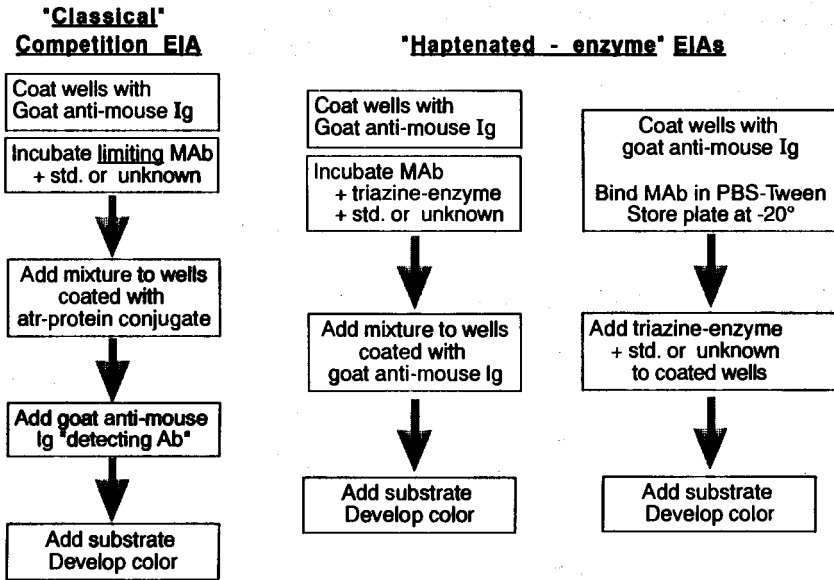 "Classical"
Competition EIA
Coat wells with
Goat anti-mouse Ig
Incubate limiting MAb
+ std. or unknown
Add mixture to wells
coated with
atr-protein conjugate
Add goat anti-mouse
Ig "detecting Ab"
Add substrate
Develop color
"Haptenated - enzyme" EIAs
Coat wells with
Goat anti-mouse Ig
Incubate MAb
+ triazine-enzyme
+ std. or unknown
Add mixture to wells
coated with
goat anti-mouse Ig
Add substrate
Develop color
Coat wells with
goat anti-mouse Ig
Bind MAb in PBS-Tween
Store plate at -20°
Add triazine-enzyme
+ std. or unknown
to coated wells
Add substrate
Develop color